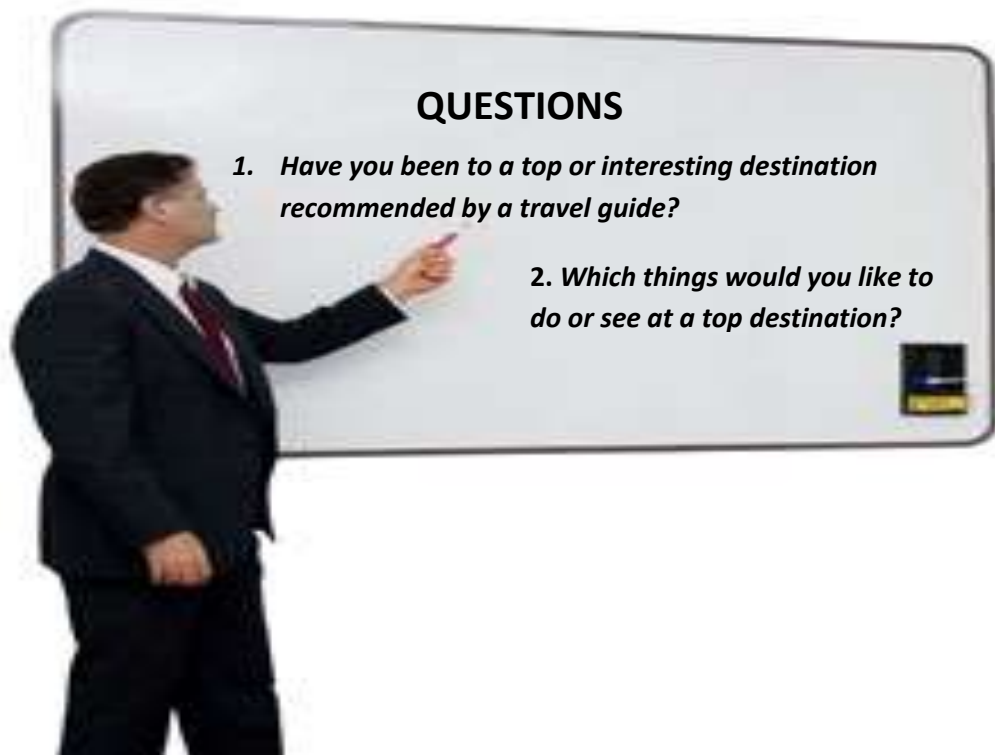 QUESTIONS
1. Have you been to a top or interesting destination
recommended by a travel guide?
2. Which things would you like to
do or see at a top destination?